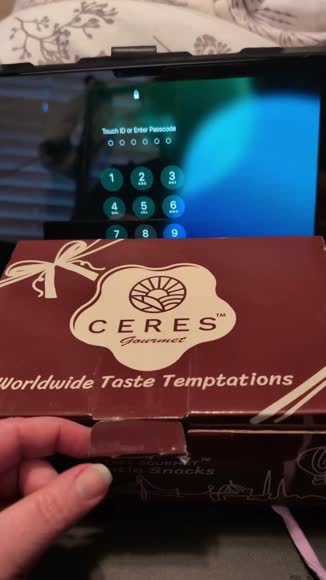 Touch ID or Enter Passcode
1 2 3
ABC DEF
4 5 6
GHI JKL MNO
7 8 9
CERES™
Gourmet
Worldwide Taste Temptations
GOURMET™
Snacks